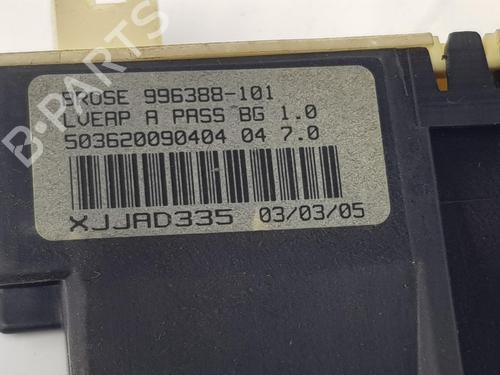 BROSE 996388-101
LVEAP A PASS BG 1.0
503620090404 04 7.0
XJJAD335 03/03/05
B-PARTS